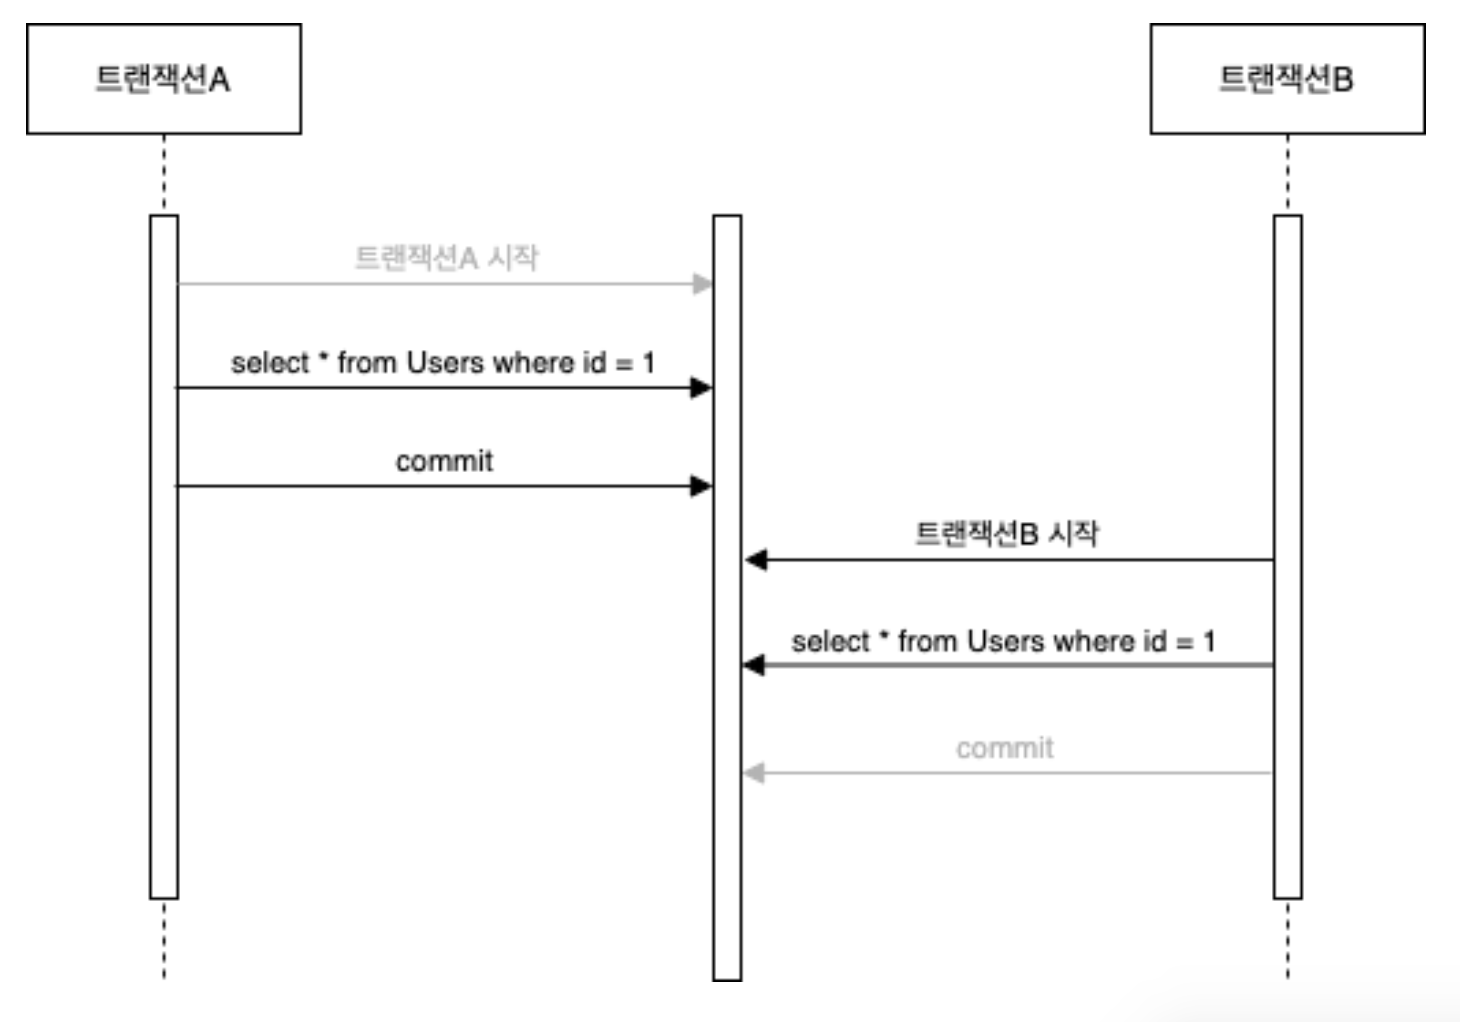 트랜잭션A
트랜잭션B
트랜잭션A 시작
select * from Users where id = 1
commit
트랜잭션B 시작
select * from Users where id = 1
commit